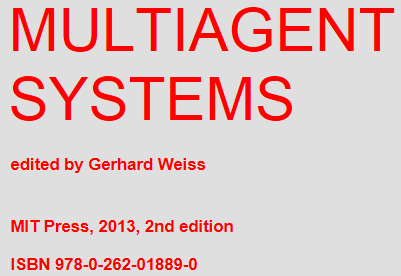 MULTIAGENT
SYSTEMS
edited by Gerhard Weiss
MIT Press, 2013, 2nd edition
ISBN 978-0-262-01889-0